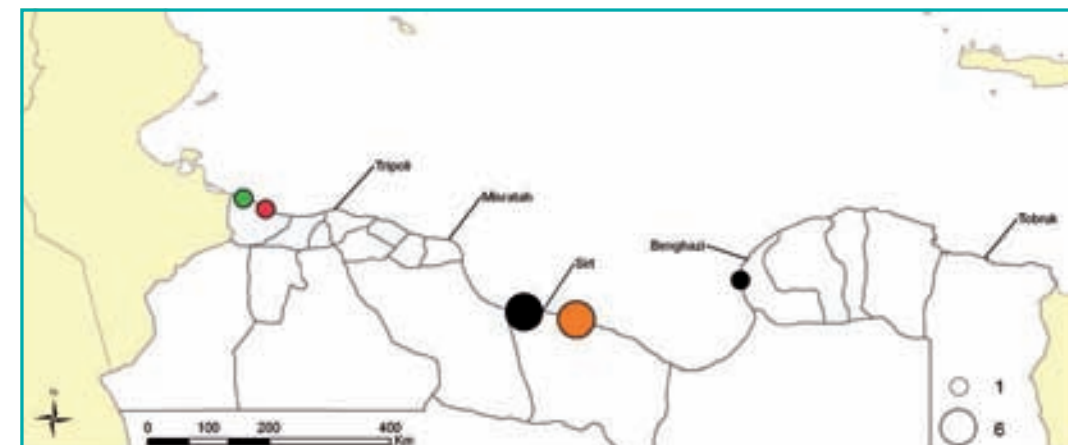 Tripoli
Misratah
Tobruk
Benghazi
Sirt
1
6
N
0 100 200 400
Km